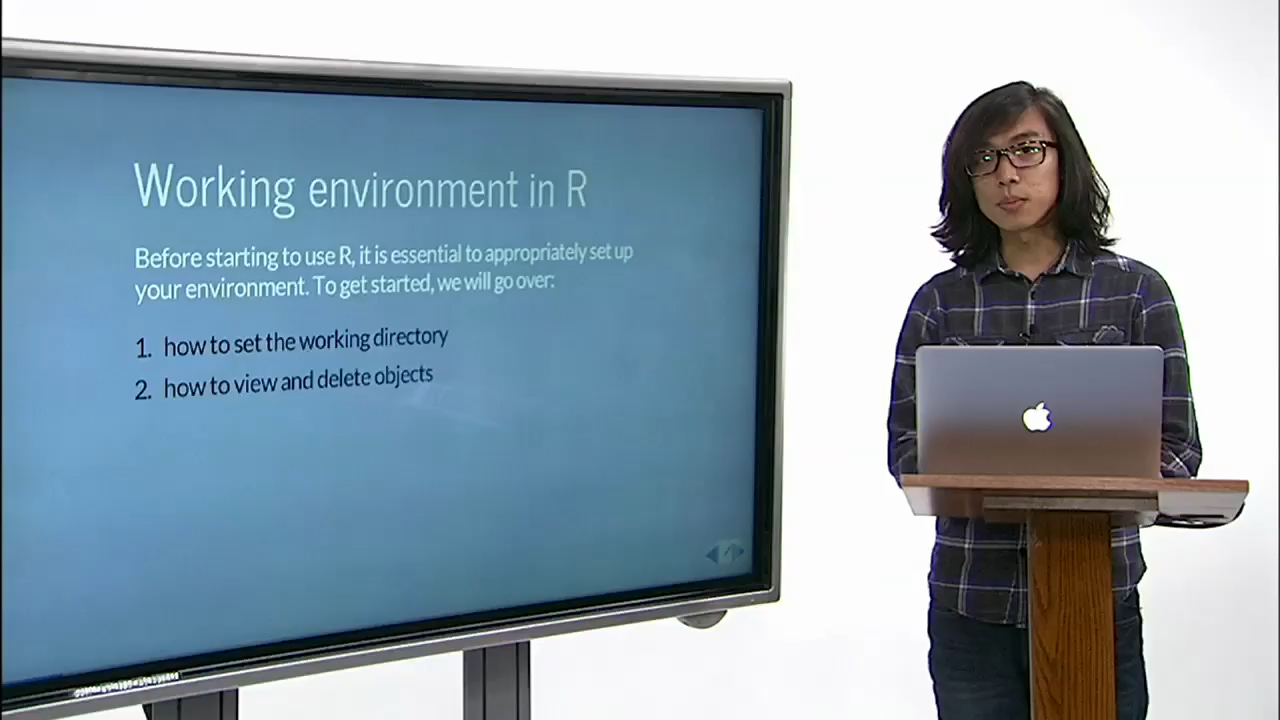 Working environment in R
Before starting to use R, it is essential to appropriately set up
your environment. To get started, we will go over:
1. how to set the working directory
2. how to view and delete objects